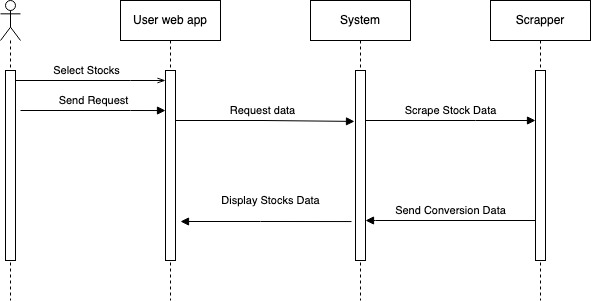 User web app
System
Scrapper
Select Stocks
Send Request
Request data
Scrape Stock Data
Display Stocks Data
Send Conversion Data